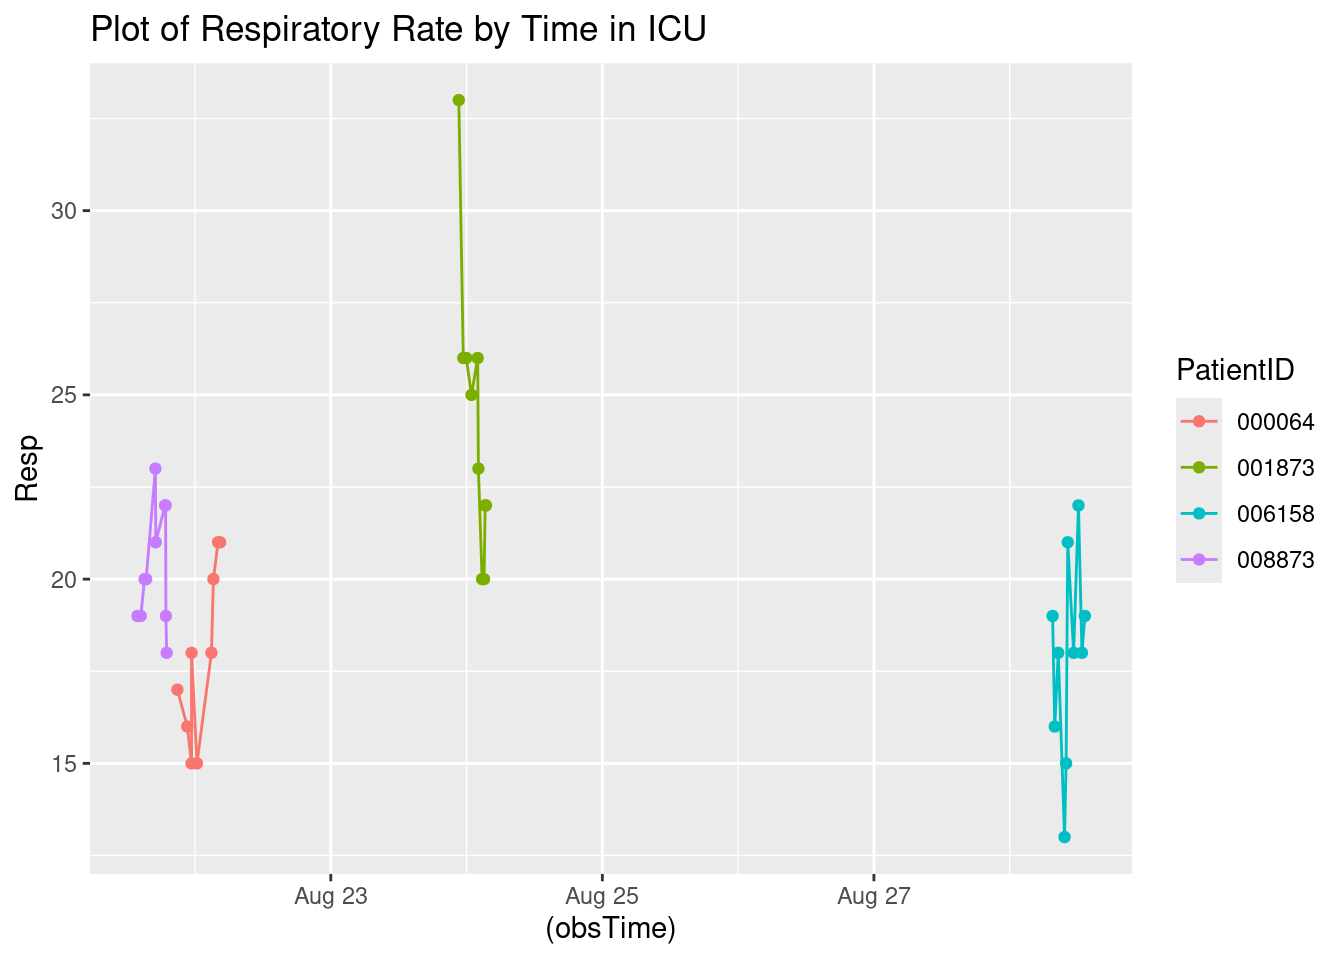 Plot of Respiratory Rate by Time in ICU
30
25
20
15
Resp
Aug 23
Aug 25
Aug 27
(obsTime)
PatientID
000064
001873
006158
008873